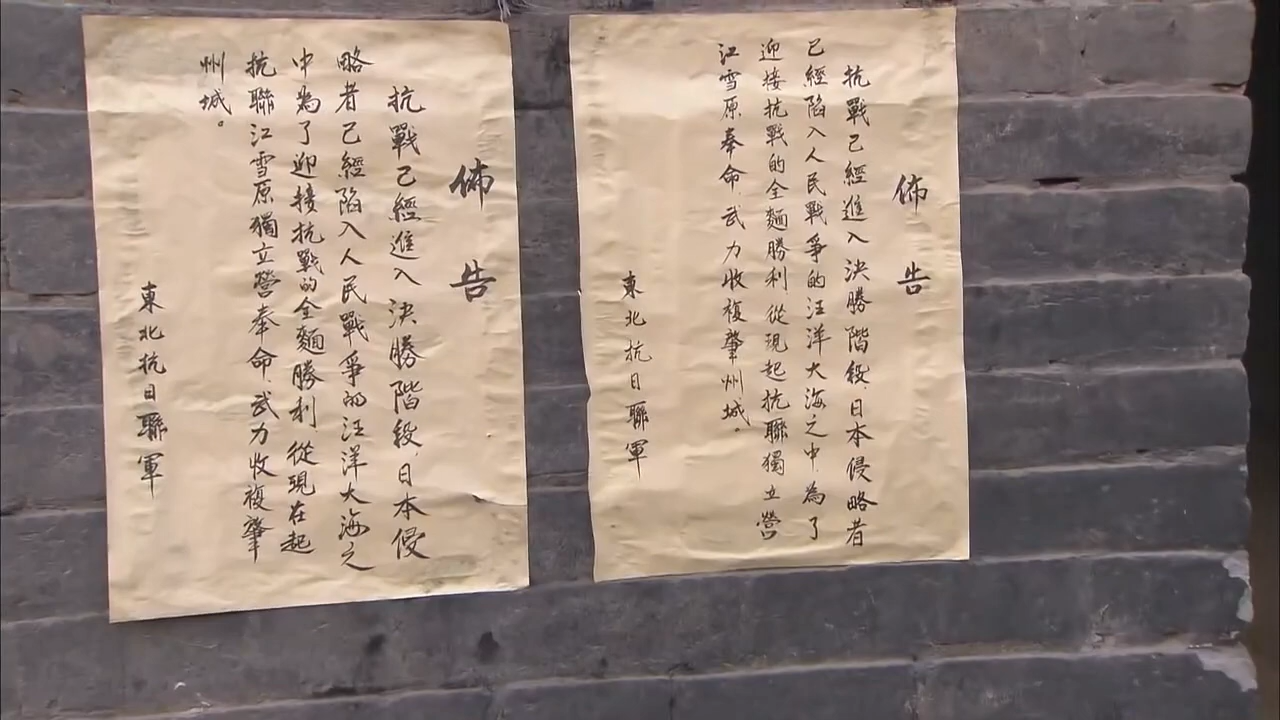 佈告
抗戰已經進入決勝階段、日本侵略者
已經陷入人民戰爭的汪洋大海之中、為了
迎接抗戰的全麵勝利從現起抗聯獨立營
江雪原奉命、武力收複肇州城。
東北抗日聯軍
佈告
抗戰已經進入決勝階段、日本侵
略者已經陷入人民戰爭的汪洋大海之
中為了迎接抗戰的全麵勝利從現在起
抗聯江雪原獨立營奉命、武力收複肇
州城。
東北抗日聯軍